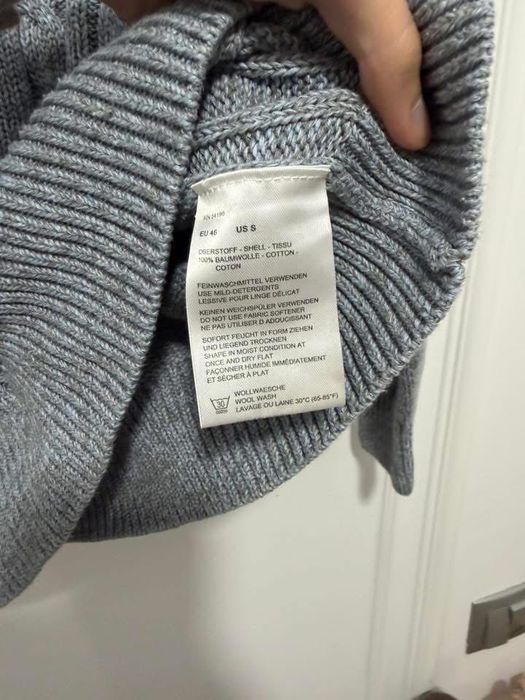 RN 54196
EU 46 US S
OBERSTOFF - SHELL - TISSU
100% BAUMWOLLE - COTTON -
COTON
FEINWASCHMITTEL VERWENDEN
USE MILD-DETERGENTS
LESSIVE POUR LINGE DÉLICAT
KEINEN WEICHSPÜLER VERWENDEN
DO NOT USE FABRIC SOFTENER
NE PAS UTILISER D ADOUCISSANT
SOFORT FEUCHT IN FORM ZIEHEN
UND LIEGEND TROCKNEN
SHAPE IN MOIST CONDITION AT
ONCE AND DRY FLAT
FAÇONNER HUMIDE IMMÉDIATEMENT
ET SÉCHER À PLAT
30
WOLLWAESCHE
WOOL WASH
LAVAGE OU LAINE 30°C (65-85°F)